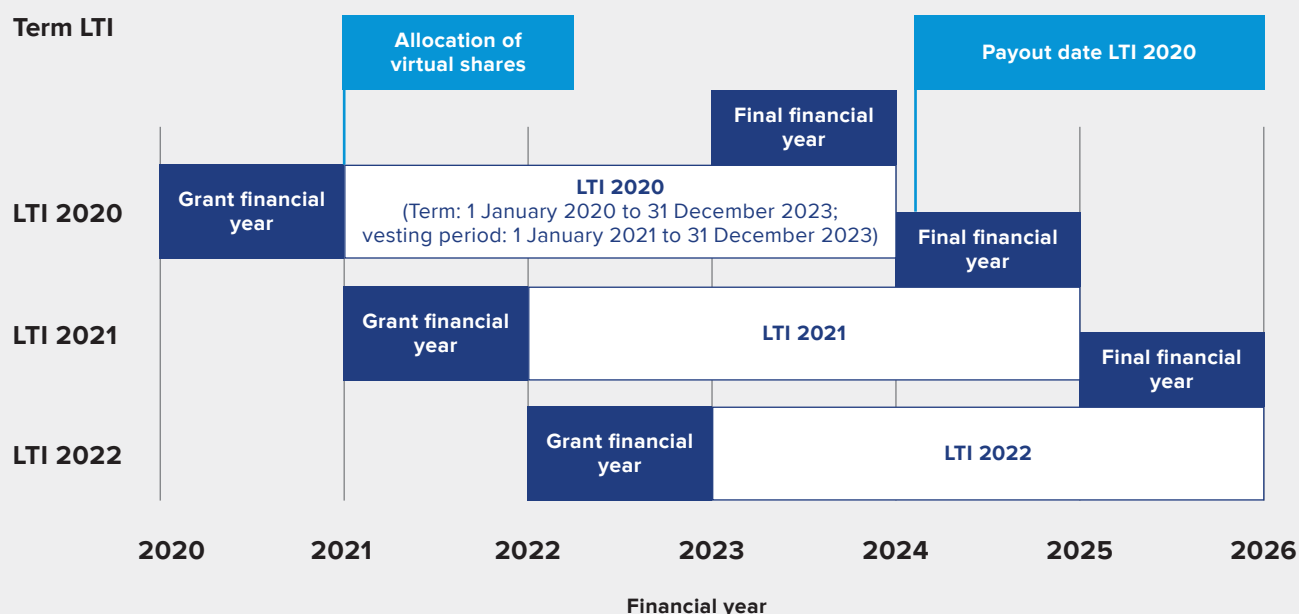 Term LTI
Allocation of
virtual shares
Payout date LTI 2020
Final financial
year
LTI 2020
Grant financial
year
LTI 2020
(Term: 1 January 2020 to 31 December 2023;
vesting period: 1 January 2021 to 31 December 2023)
Final financial
year
LTI 2021
Grant financial
year
LTI 2021
Final financial
year
LTI 2022
Grant financial
year
LTI 2022
2020 2021 2022 2023 2024 2025 2026
Financial year